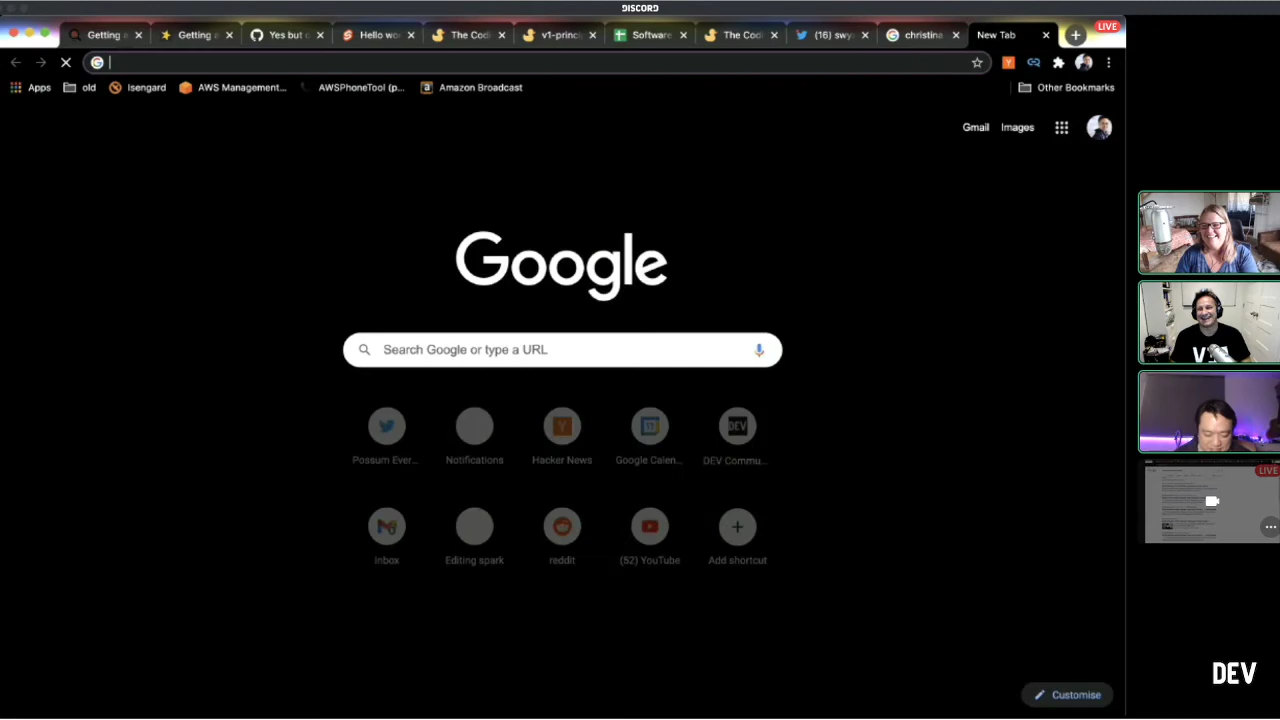 DISCORD
Getting a
Getting a
Yes but c
Hello wo
The Codi
v1-princip
Software
The Codi
(16) swyx
christina
New Tab
LIVE
Apps
old
Isengard
AWS Management...
AWSPhoneTool (p...
Amazon Broadcast
Other Bookmarks
Gmail
Images
Google
Search Google or type a URL
Possum Ever...
Notifications
Hacker News
Google Calen...
DEV Commu...
Inbox
Editing spark
reddit
(52) YouTube
Add shortcut
LIVE
DEV
Customise